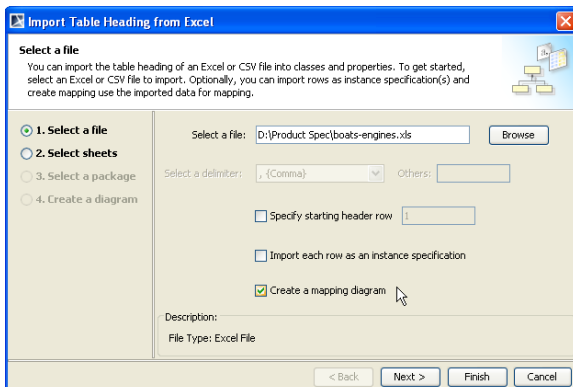 Import Table Heading from Excel
Select a file
You can import the table heading of an Excel or CSV file into classes and properties. To get started,
select an Excel or CSV file to import. Optionally, you can import rows as instance specification(s) and
create mapping use the imported data for mapping.
1. Select a file
2. Select sheets
3. Select a package
4. Create a diagram
Select a file: D:\Product Spec\boats-engines.xls Browse
Select a delimiter: , {Comma} Others:
Specify starting header row 1
Import each row as an instance specification
Create a mapping diagram
Description:
File Type: Excel File
< Back Next > Finish Cancel